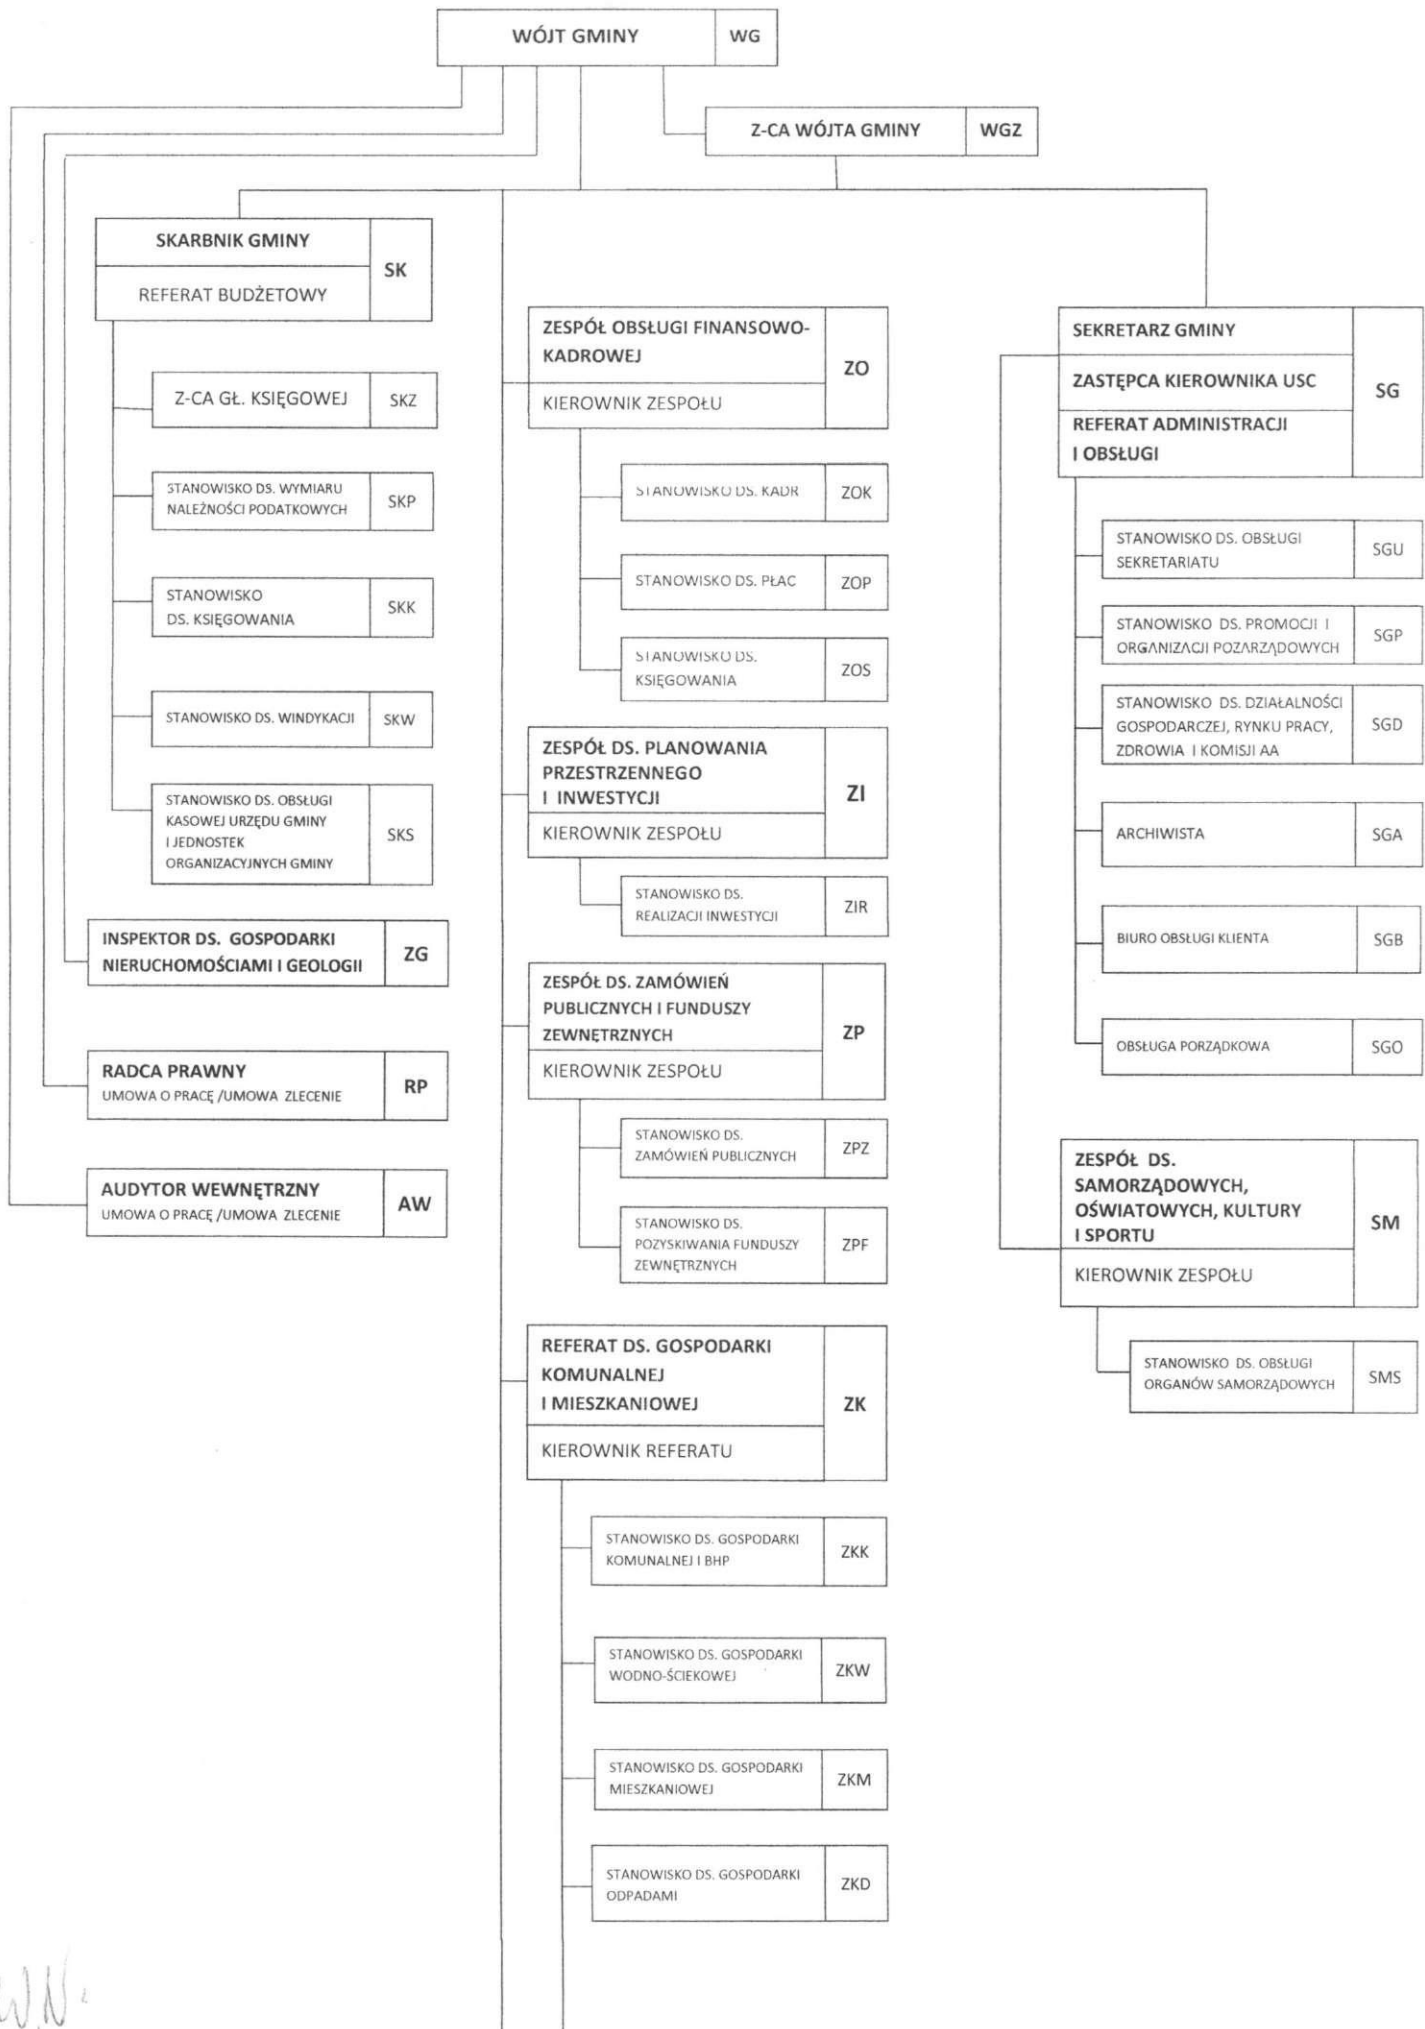 WÓJT GMINY
WG
Z-CA WÓJTA GMINY
WGZ
SKARBNIK GMINY
REFERAT BUDŻETOWY
SK
Z-CA GŁ. KSIĘGOWEJ
SKZ
STANOWISKO DS. WYMIARU
NALEŻNOŚCI PODATKOWYCH
SKP
STANOWISKO
DS. KSIĘGOWANIA
SKK
STANOWISKO DS. WINDYKACJI
SKW
STANOWISKO DS. OBSŁUGI
KASOWEJ URZĘDU GMINY
I JEDNOSTEK
ORGANIZACYJNYCH GMINY
SKS
INSPEKTOR DS. GOSPODARKI
NIERUCHOMOŚCIAMI I GEOLOGII
ZG
RADCA PRAWNY
UMOWA O PRACĘ /UMOWA ZLECENIE
RP
AUDYTOR WEWNĘTRZNY
UMOWA O PRACĘ /UMOWA ZLECENIE
AW
ZESPÓŁ OBSŁUGI FINANSOWO-
KADROWEJ
KIEROWNIK ZESPOŁU
ZO
STANOWISKO DS. KADR
ZOK
STANOWISKO DS. PŁAC
ZOP
STANOWISKO DS.
KSIĘGOWANIA
ZOS
ZESPÓŁ DS. PLANOWANIA
PRZESTRZENNEGO
I INWESTYCJI
KIEROWNIK ZESPOŁU
ZI
STANOWISKO DS.
REALIZACJI INWESTYCJI
ZIR
ZESPÓŁ DS. ZAMÓWIEŃ
PUBLICZNYCH I FUNDUSZY
ZEWNĘTRZNYCH
KIEROWNIK ZESPOŁU
ZP
STANOWISKO DS.
ZAMÓWIEŃ PUBLICZNYCH
ZPZ
STANOWISKO DS.
POZYSKIWANIA FUNDUSZY
ZEWNĘTRZNYCH
ZPF
REFERAT DS. GOSPODARKI
KOMUNALNEJ
I MIESZKANIOWEJ
KIEROWNIK REFERATU
ZK
STANOWISKO DS. GOSPODARKI
KOMUNALNEJ I BHP
ZKK
STANOWISKO DS. GOSPODARKI
WODNO-ŚCIEKOWEJ
ZKW
STANOWISKO DS. GOSPODARKI
MIESZKANIOWEJ
ZKM
STANOWISKO DS. GOSPODARKI
ODPADAMI
ZKD
SEKRETARZ GMINY
ZASTĘPCA KIEROWNIKA USC
REFERAT ADMINISTRACJI
I OBSŁUGI
SG
STANOWISKO DS. OBSŁUGI
SEKRETARIATU
SGU
STANOWISKO DS. PROMOCJI I
ORGANIZACJI POZARZĄDOWYCH
SGP
STANOWISKO DS. DZIAŁALNOŚCI
GOSPODARCZEJ, RYNKU PRACY,
ZDROWIA I KOMISJI AA
SGD
ARCHIWISTA
SGA
BIURO OBSŁUGI KLIENTA
SGB
OBSŁUGA PORZĄDKOWA
SGO
ZESPÓŁ DS.
SAMORZĄDOWYCH,
OŚWIATOWYCH, KULTURY
I SPORTU
KIEROWNIK ZESPOŁU
SM
STANOWISKO DS. OBSŁUGI
ORGANÓW SAMORZĄDOWYCH
SMS